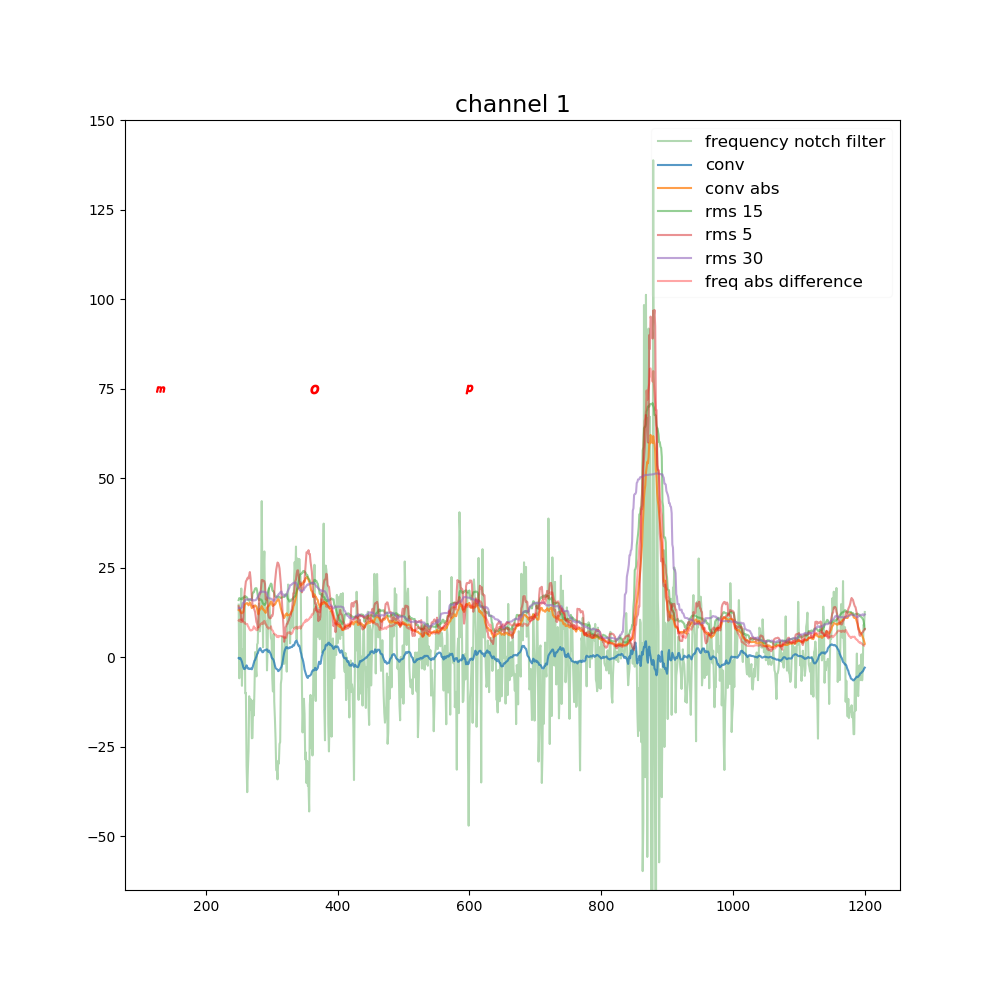 channel 1
150
frequency notch filter
conv
125
conv abs
rms 15
rms 5
rms 30
freq abs difference
100
75
m o p
50
25
0
−25
−50
200 400 600 800 1000 1200